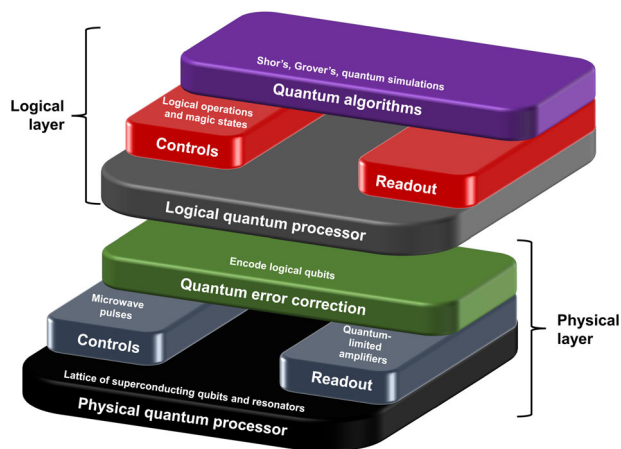 Shor's, Grover's, quantum simulations
Quantum algorithms
Logical
layer
Logical operations
and magic states
Controls
Readout
Logical quantum processor
Encode logical qubits
Quantum error correction
Microwave
pulses
Controls
Quantum-
limited
amplifiers
Readout
Physical
layer
Lattice of superconducting qubits and resonators
Physical quantum processor